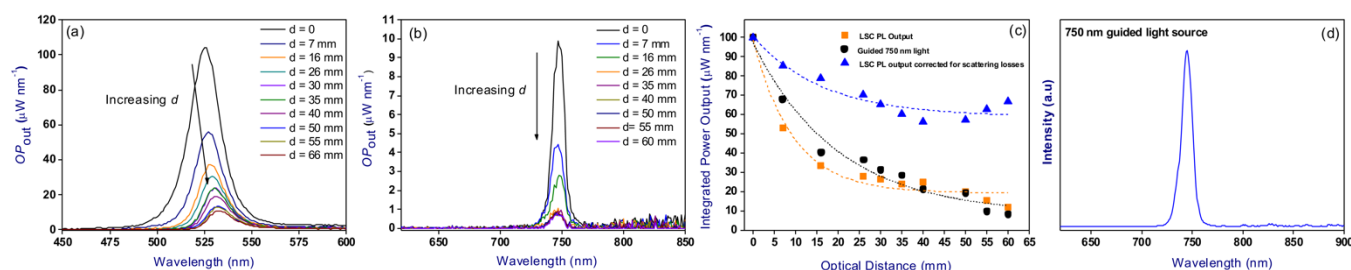 (a)
OPout (μW nm⁻¹)
120
100
80
60
40
20
0
450
500
525
550
575
600
Wavelength (nm)
Increasing d
d = 0
d = 7 mm
d = 16 mm
d = 26 mm
d = 30 mm
d = 35 mm
d = 40 mm
d = 50 mm
d = 55 mm
d = 66 mm
(b)
OPout (μW nm⁻¹)
11
10
9
8
7
6
5
4
3
2
1
0
650
700
750
800
850
Wavelength (nm)
Increasing d
d = 0
d = 7 mm
d = 16 mm
d = 26 mm
d = 35 mm
d = 40 mm
d = 50 mm
d= 55 mm
d = 60 mm
(c)
Integrated Power Output (μW nm⁻¹)
100
90
80
70
60
50
40
30
20
10
0
0
5
10
15
20
25
30
35
40
45
50
55
60
65
Optical Distance (mm)
LSC PL Output
Guided 750 nm light
LSC PL output corrected for scattering losses
(d)
750 nm guided light source
Intensity (a.u)
650
700
750
800
850
900
Wavelength (nm)